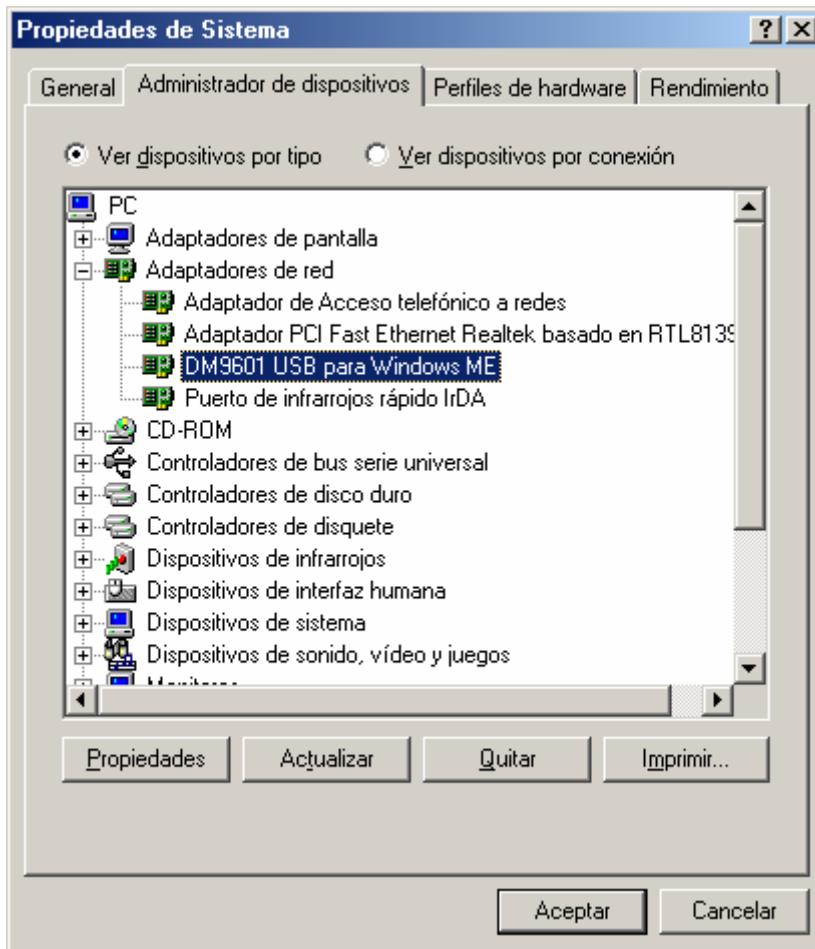 Propiedades de Sistema
General Administrador de dispositivos Perfiles de hardware Rendimiento
Ver dispositivos por tipo Ver dispositivos por conexión
PC
Adaptadores de pantalla
Adaptadores de red
Adaptador de Acceso telefónico a redes
Adaptador PCI Fast Ethernet Realtek basado en RTL8139
DM9601 USB para Windows ME
Puerto de infrarrojos rápido IrDA
CD-ROM
Controladores de bus serie universal
Controladores de disco duro
Controladores de disquete
Dispositivos de infrarrojos
Dispositivos de interfaz humana
Dispositivos de sistema
Dispositivos de sonido, vídeo y juegos
Propiedades Actualizar Quitar Imprimir...
Aceptar Cancelar